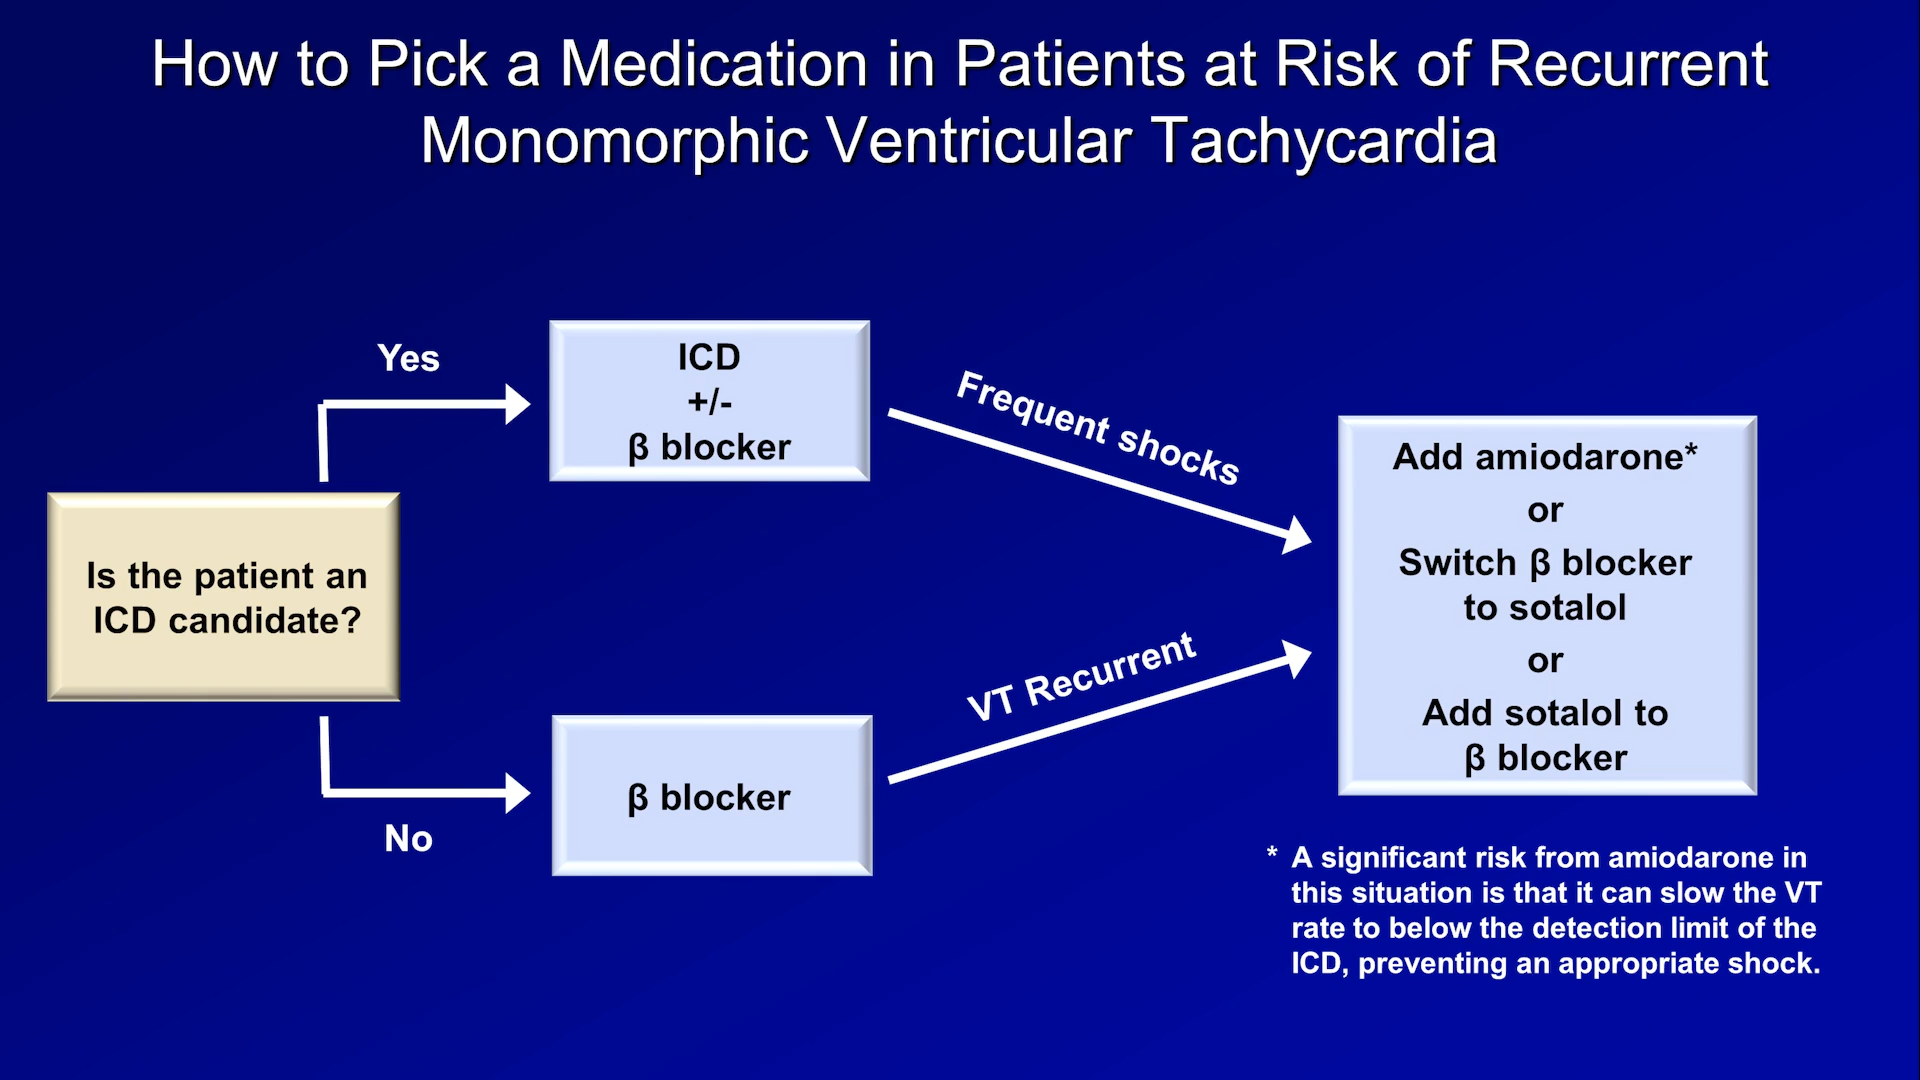 How to Pick a Medication in Patients at Risk of Recurrent
Monomorphic Ventricular Tachycardia
Is the patient an
ICD candidate?
Yes
ICD
+/-
β blocker
Frequent shocks
No
β blocker
VT Recurrent
Add amiodarone*
or
Switch β blocker
to sotalol
or
Add sotalol to
β blocker
* A significant risk from amiodarone in
this situation is that it can slow the VT
rate to below the detection limit of the
ICD, preventing an appropriate shock.